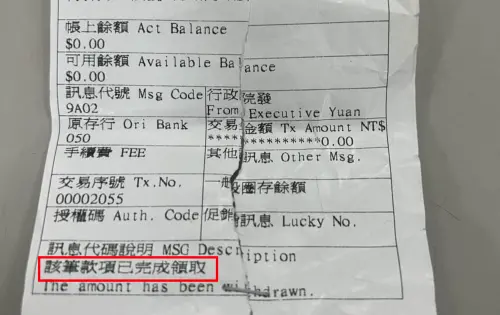 帳上餘額 Act Balance
$0.00
可用餘額 Available Balance
$0.00
訊息代號 Msg Code 行政院發
9A02 From Executive Yuan
原存行 Ori Bank 交易金額 Tx Amount NT$
050 **********0.00
手續費 FEE 其他訊息 Other Msg.
交易序號 Tx.No. 圈存餘額
00002055
授權碼 Auth. Code 促 訊息 Lucky No.
訊息代碼說明 MSG Description
該筆款項已完成領取
The amount has been withdrawn.